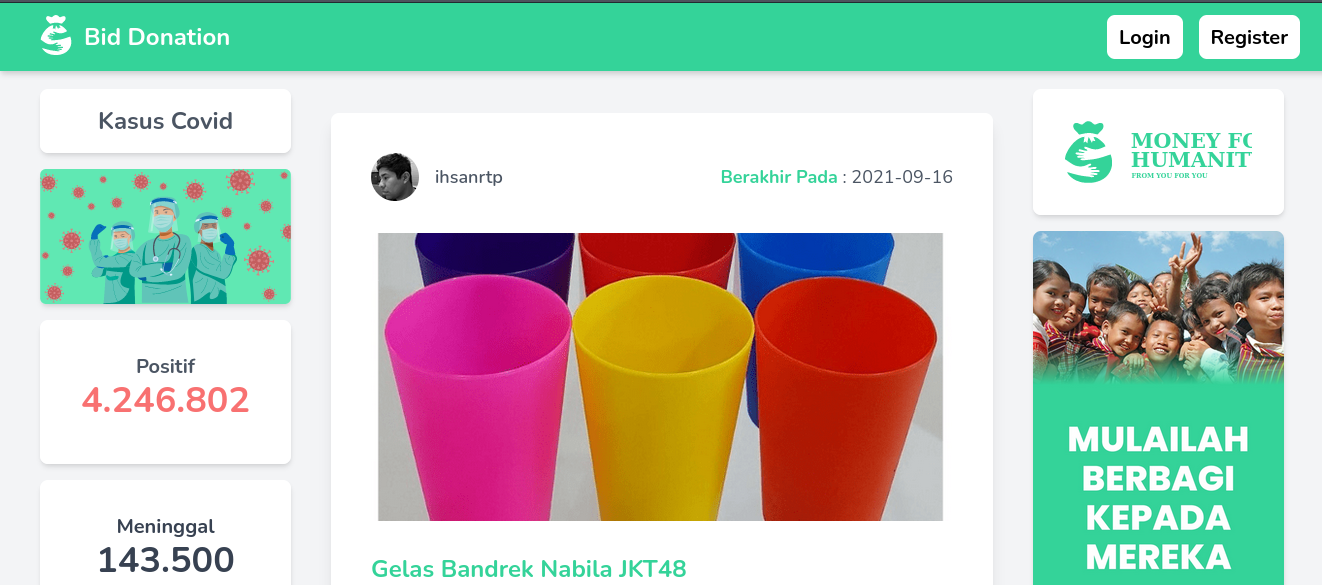 Bid Donation
Login
Register
Kasus Covid
Positif
4.246.802
Meninggal
143.500
ihsanrtp
Berakhir Pada : 2021-09-16
Gelas Bandrek Nabila JKT48
MONEY FO
HUMANIT
FROM YOU FOR YOU
MULAILAH
BERBAGI
KEPADA
MEREKA